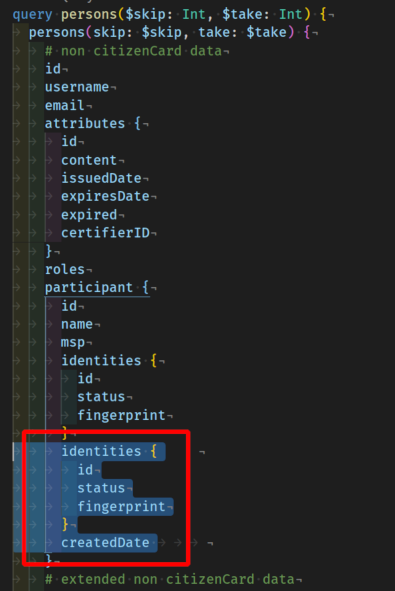 query persons($skip: Int, $take: Int) {
persons(skip: $skip, take: $take) {
# non citizenCard data
id
username
email
attributes {
id
content
issuedDate
expiresDate
expired
certifierID
}
roles
participant {
id
name
msp
identities {
id
status
fingerprint
}
identities {
id
status
fingerprint
}
createdDate
}
# extended non citizenCard data